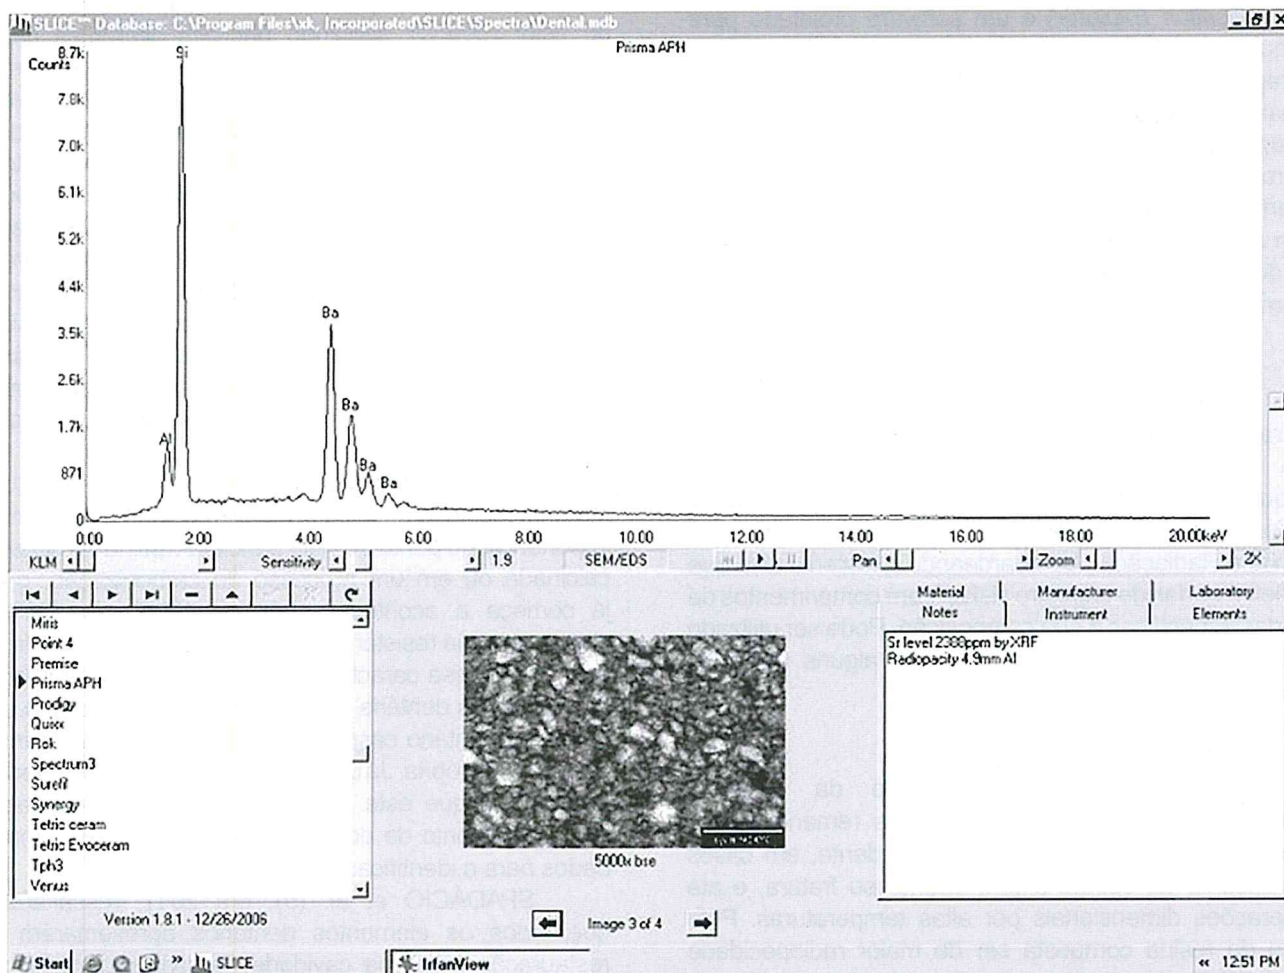 SLICE™ Database: C:\Program Files\xk, Incorporated\SLICE\Spectra\Dental.mdb
Prisma APH
Counts
8.7k
7.8k
7.0k
6.1k
5.2k
4.4k
3.5k
2.6k
1.7k
871
0
Si
Al
Ba
Ba
Ba
Ba
0.00 2.00 4.00 6.00 8.00 10.00 12.00 14.00 16.00 18.00 20.00keV
KLM Sensitivity 1.9 SEM/EDS Pan Zoom 2X
Miris
Point 4
Premise
Prisma APH
Prodigy
Quixx
Rok
Spectrum3
Surefil
Synergy
Tetric ceram
Tetric Evoceram
Tph3
Venus
Version 1.8.1 - 12/26/2006
5000x bse
Image 3 of 4
Material Manufacturer Laboratory
Notes Instrument Elements
Sr level 2388ppm by XRF
Radiopacity 4.9mm Al
Start » SLICE IrfanView « 12:51 PM